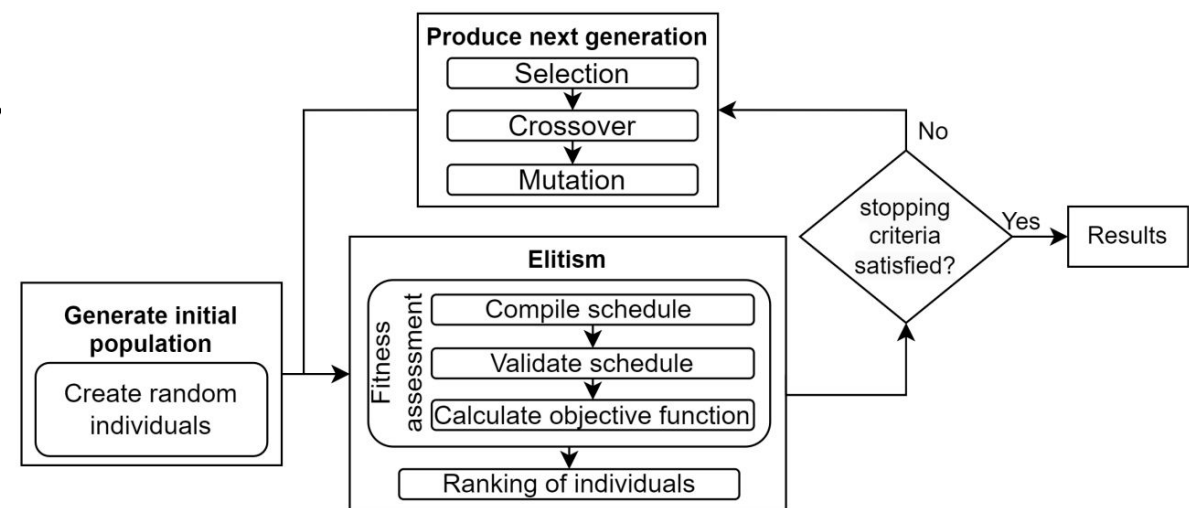 Produce next generation
Selection
Crossover
Mutation
No
stopping
criteria
satisfied?
Yes
Results
Elitism
Fitness
assessment
Compile schedule
Validate schedule
Calculate objective function
Ranking of individuals
Generate initial
population
Create random
individuals